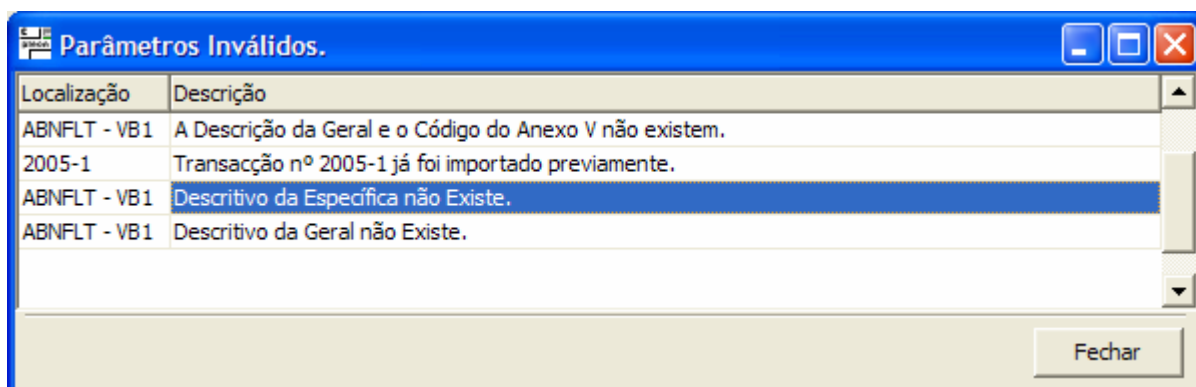 Parâmetros Inválidos.
Localização Descrição
ABNFLT - VB1 A Descrição da Geral e o Código do Anexo V não existem.
2005-1 Transacção nº 2005-1 já foi importado previamente.
ABNFLT - VB1 Descritivo da Específica não Existe.
ABNFLT - VB1 Descritivo da Geral não Existe.
Fechar